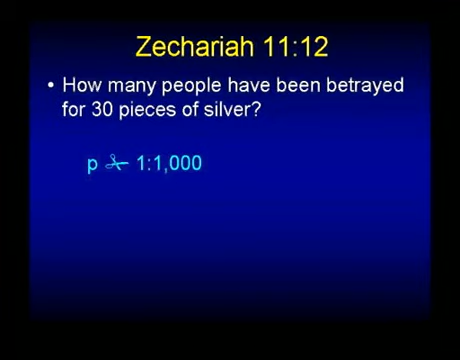 Zechariah 11:12
• How many people have been betrayed
for 30 pieces of silver?
p ✂ 1:1,000